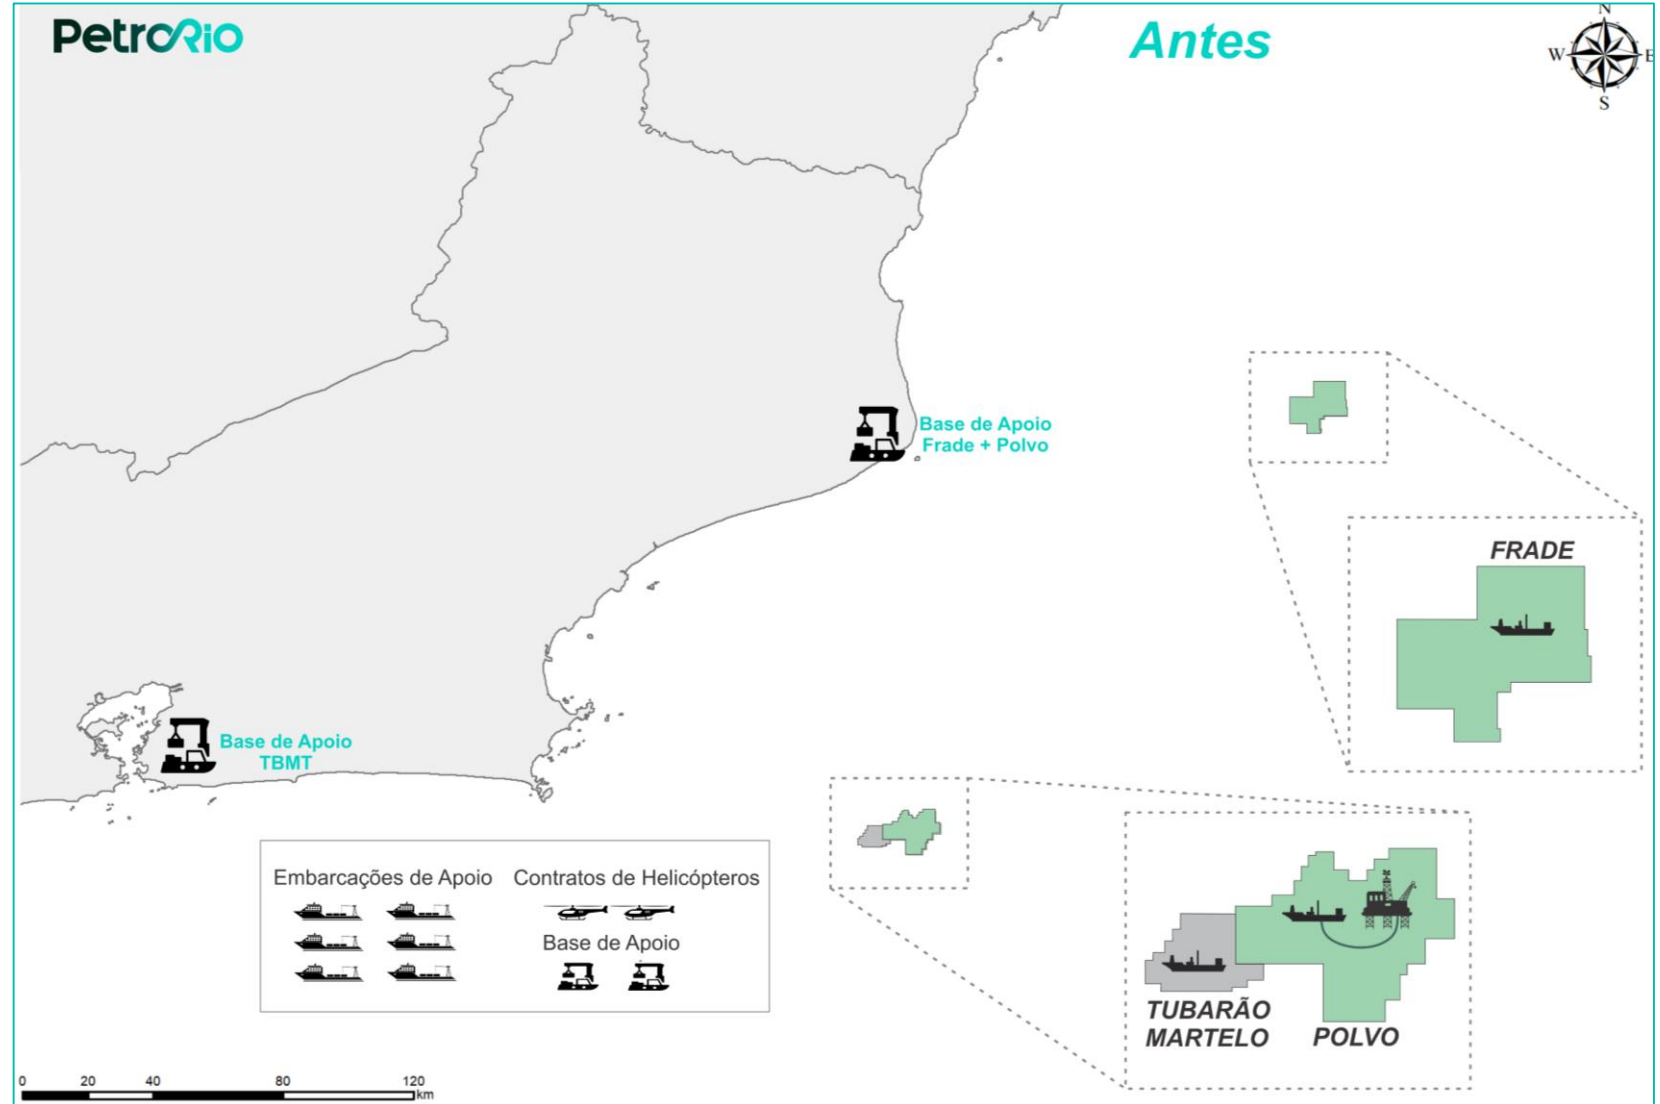 PetroRio
Antes
N
W
E
S
Base de Apoio
Frade + Polvo
FRADE
Base de Apoio
TBMT
Embarcações de Apoio
Contratos de Helicópteros
Base de Apoio
TUBARÃO
MARTELO
POLVO
0 20 40 80 120
km